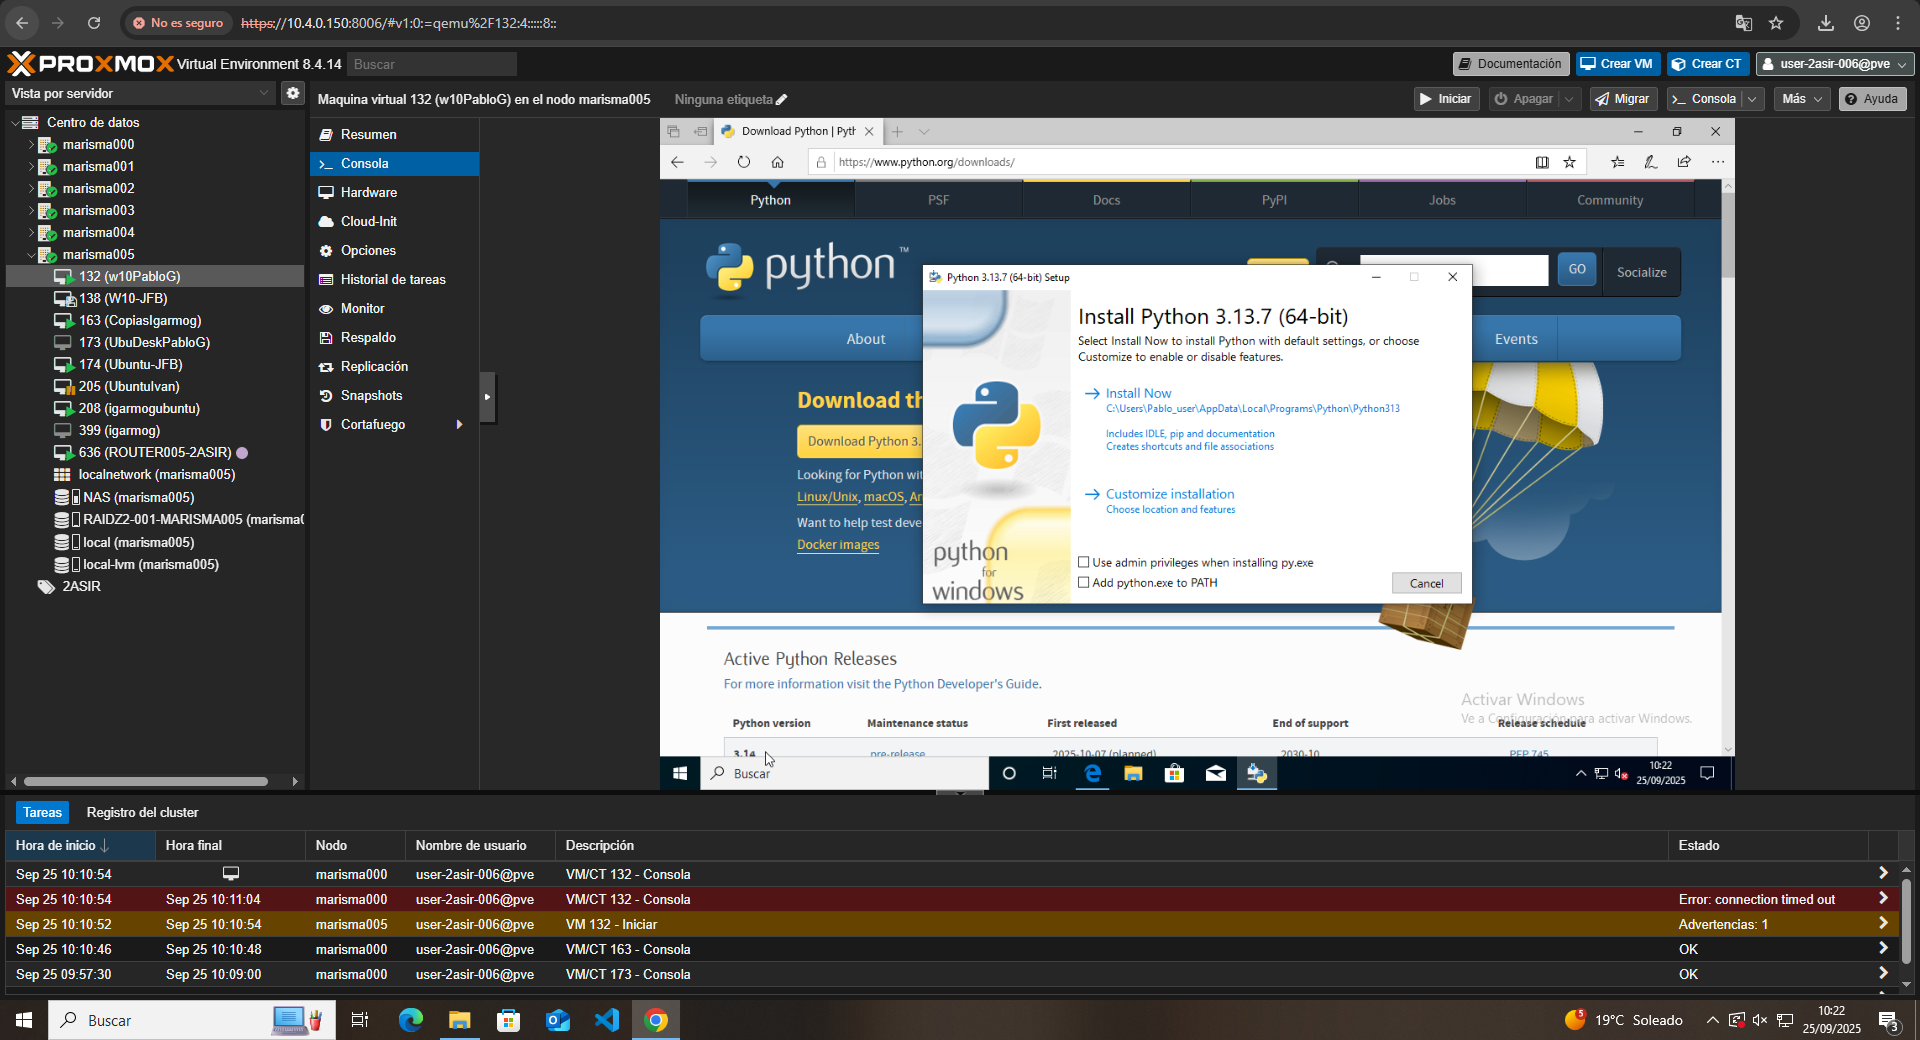 No es seguro
https://10.4.0.150:8006/#v1:0:=qemu%2F132:4:::::8::
PROXMOX Virtual Environment 8.4.14
Buscar
Documentación
Crear VM
Crear CT
user-2asir-006@pve
Vista por servidor
Maquina virtual 132 (w10PabloG) en el nodo marisma005
Ninguna etiqueta
Iniciar
Apagar
Migrar
Consola
Más
Ayuda
Centro de datos
marisma000
marisma001
marisma002
marisma003
marisma004
marisma005
132 (w10PabloG)
138 (W10-JFB)
163 (CopiasIgarmog)
173 (UbuDeskPabloG)
174 (Ubuntu-JFB)
205 (UbuntuIvan)
208 (igarmogubuntu)
399 (igarmog)
636 (ROUTER005-2ASIR)
localnetwork (marisma005)
NAS (marisma005)
RAIDZ2-001-MARISMA005 (marisma0
local (marisma005)
local-lvm (marisma005)
2ASIR
Resumen
Consola
Hardware
Cloud-Init
Opciones
Historial de tareas
Monitor
Respaldo
Replicación
Snapshots
Cortafuego
Download Python | Pyth
https://www.python.org/downloads/
Python
PSF
Docs
PyPI
Jobs
Community
python™
GO
Socialize
About
Events
Download th
Download Python 3.
Looking for Python wit
Linux/Unix, macOS, An
Want to help test deve
Docker images
Python 3.13.7 (64-bit) Setup
Install Python 3.13.7 (64-bit)
Select Install Now to install Python with default settings, or choose
Customize to enable or disable features.
Install Now
C:\Users\Pablo_user\AppData\Local\Programs\Python\Python313
Includes IDLE, pip and documentation
Creates shortcuts and file associations
Customize installation
Choose location and features
python
for
windows
Use admin privileges when installing py.exe
Add python.exe to PATH
Cancel
Active Python Releases
For more information visit the Python Developer's Guide.
Activar Windows
Ve a Configuración para activar Windows.
Python version
Maintenance status
First released
End of support
Release schedule
3.14
pre-release
2025-10-07 (planned)
2030-10
PEP 745
Buscar
10:22
25/09/2025
Tareas
Registro del cluster
Hora de inicio
Hora final
Nodo
Nombre de usuario
Descripción
Estado
Sep 25 10:10:54 marisma000 user-2asir-006@pve VM/CT 132 - Consola
Sep 25 10:10:54 Sep 25 10:11:04 marisma000 user-2asir-006@pve VM/CT 132 - Consola Error: connection timed out
Sep 25 10:10:52 Sep 25 10:10:54 marisma005 user-2asir-006@pve VM 132 - Iniciar Advertencias: 1
Sep 25 10:10:46 Sep 25 10:10:48 marisma000 user-2asir-006@pve VM/CT 163 - Consola OK
Sep 25 09:57:30 Sep 25 10:09:00 marisma000 user-2asir-006@pve VM/CT 173 - Consola OK
Buscar
5
19°C Soleado
10:22
25/09/2025
3